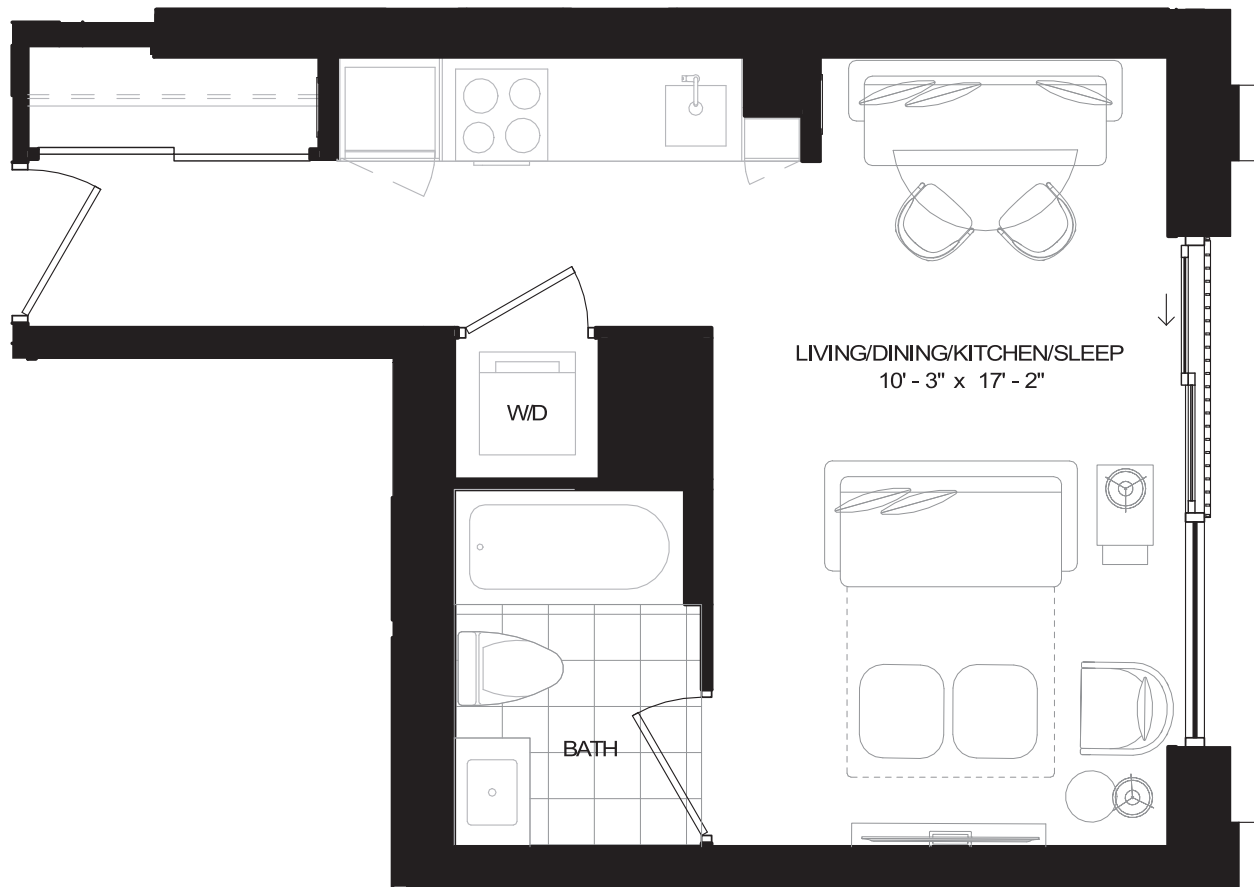 LIVING/DINING/KITCHEN/SLEEP
10' - 3" x 17' - 2"
W/D
BATH